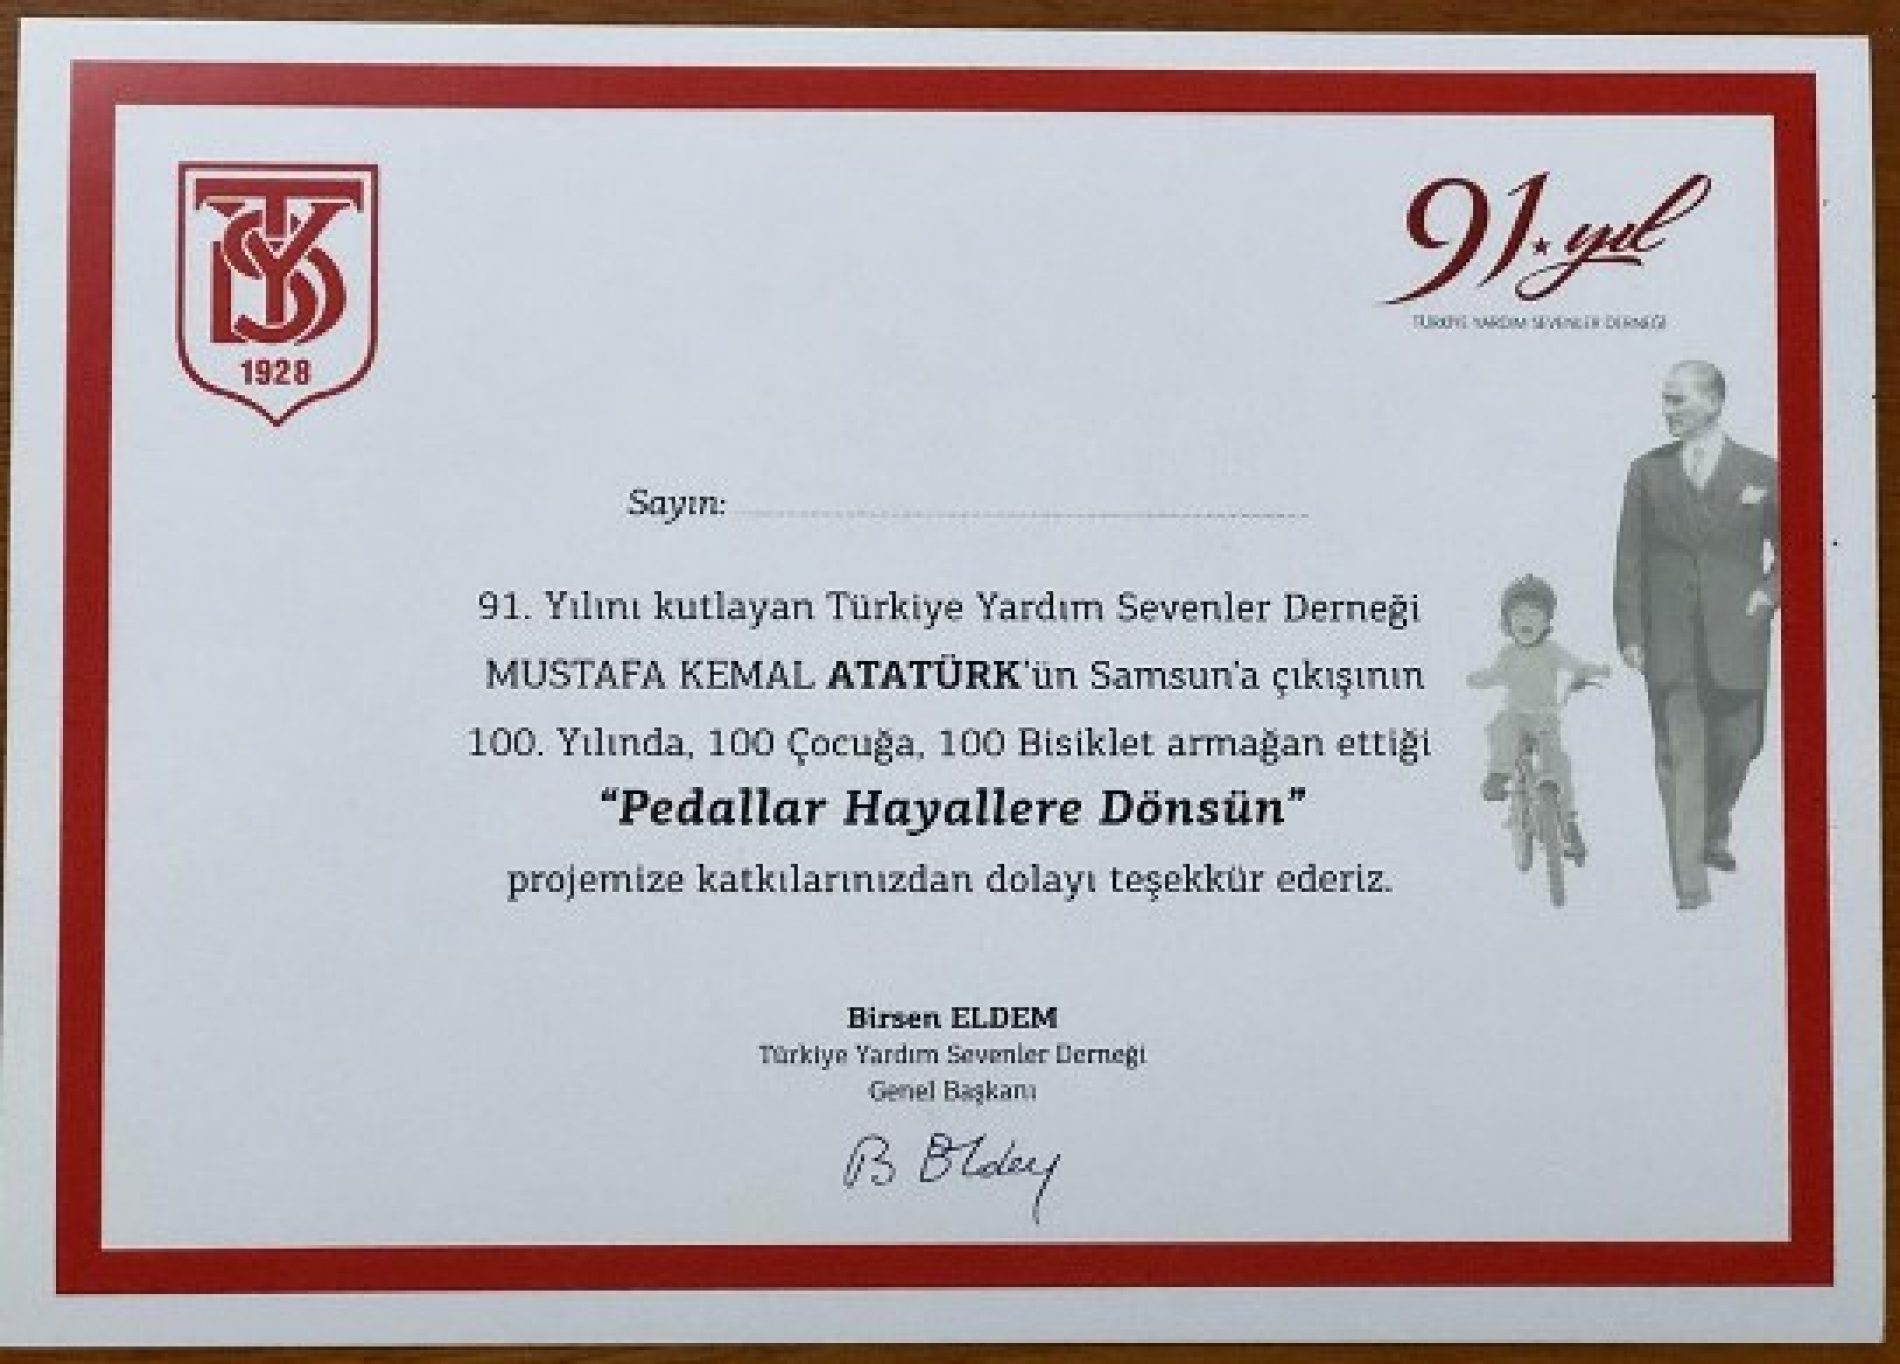 TYSD
1928
91. yıl
TÜRKİYE YARDIM SEVENLER DERNEĞİ
Sayın:
91. Yılını kutlayan Türkiye Yardım Sevenler Derneği
MUSTAFA KEMAL ATATÜRK'ün Samsun'a çıkışının
100. Yılında, 100 Çocuğa, 100 Bisiklet armağan ettiği
“Pedallar Hayallere Dönsün”
projemize katkılarınızdan dolayı teşekkür ederiz.
Birsen ELDEM
Türkiye Yardım Sevenler Derneği
Genel Başkanı